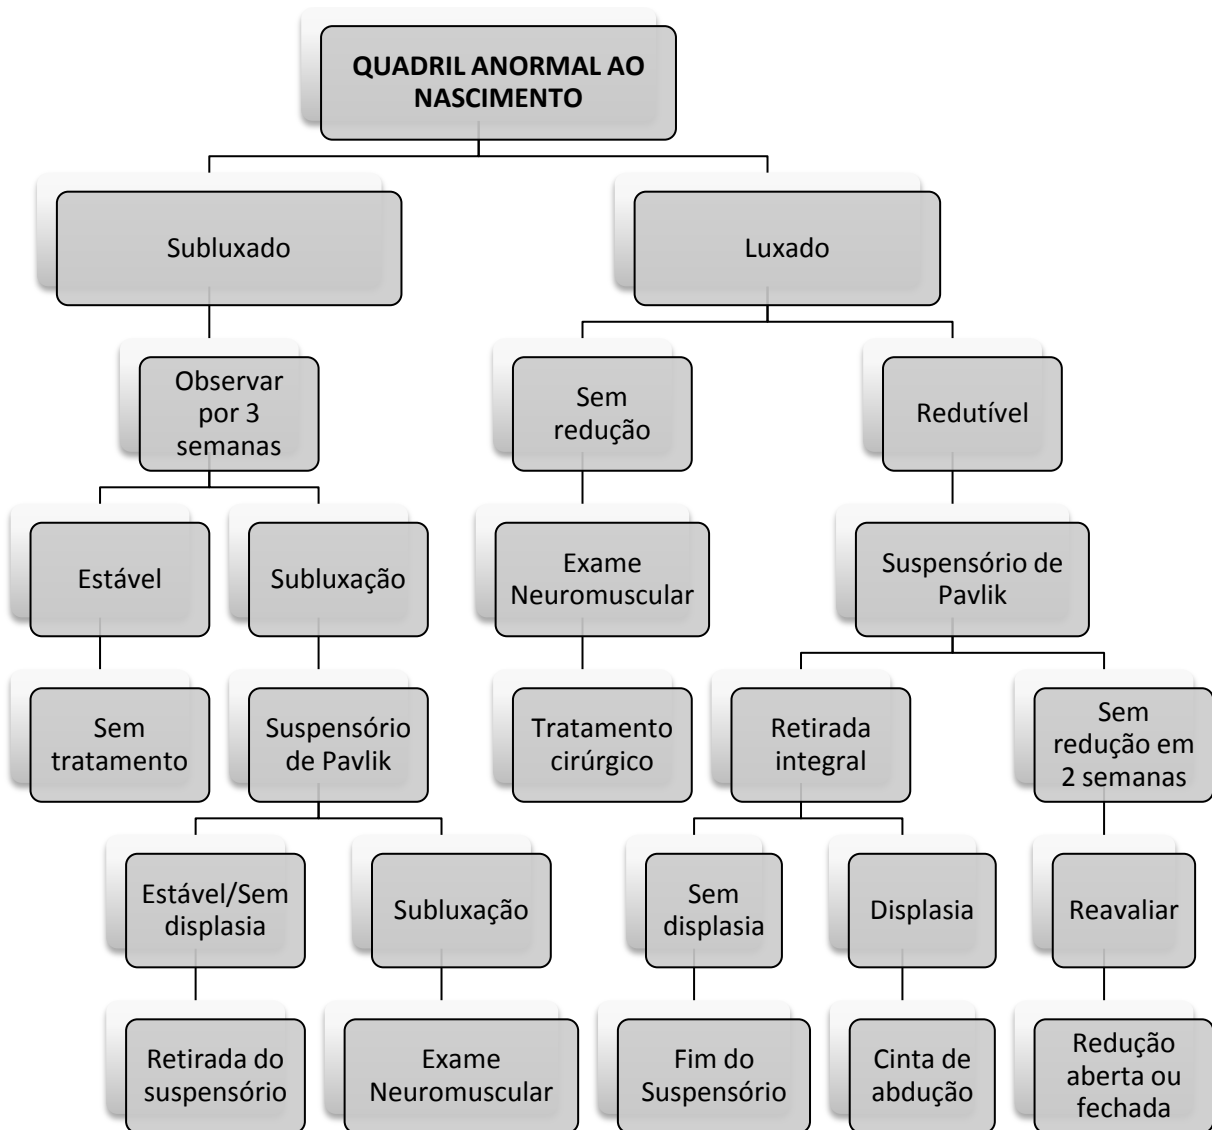 QUADRIL ANORMAL AO
NASCIMENTO
Subluxado
Luxado
Observar
por 3
semanas
Sem
redução
Redutível
Estável
Subluxação
Exame
Neuromuscular
Suspensório de
Pavlik
Sem
tratamento
Suspensório
de Pavlik
Tratamento
cirúrgico
Retirada
integral
Sem
redução em
2 semanas
Estável/Sem
displasia
Subluxação
Sem
displasia
Displasia
Reavaliar
Retirada do
suspensório
Exame
Neuromuscular
Fim do
Suspensório
Cinta de
abdução
Redução
aberta ou
fechada